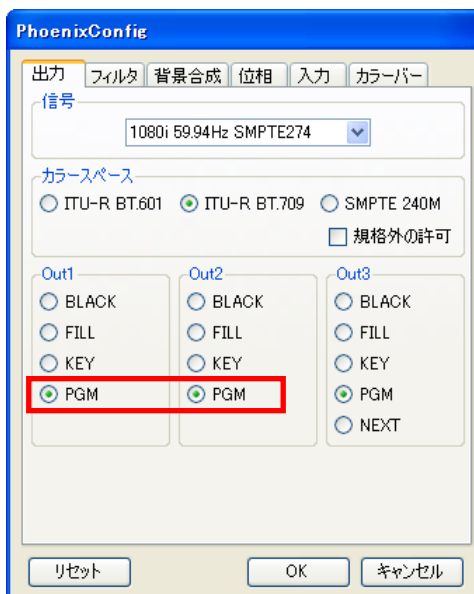 PhoenixConfig
出力 フィルタ 背景合成 位相 入力 カラーバー
信号
1080i 59.94Hz SMPTE274
カラースペース
ITU-R BT.601 ITU-R BT.709 SMPTE 240M
規格外の許可
Out1 Out2 Out3
BLACK BLACK BLACK
FILL FILL FILL
KEY KEY KEY
PGM PGM PGM
NEXT
リセット OK キャンセル